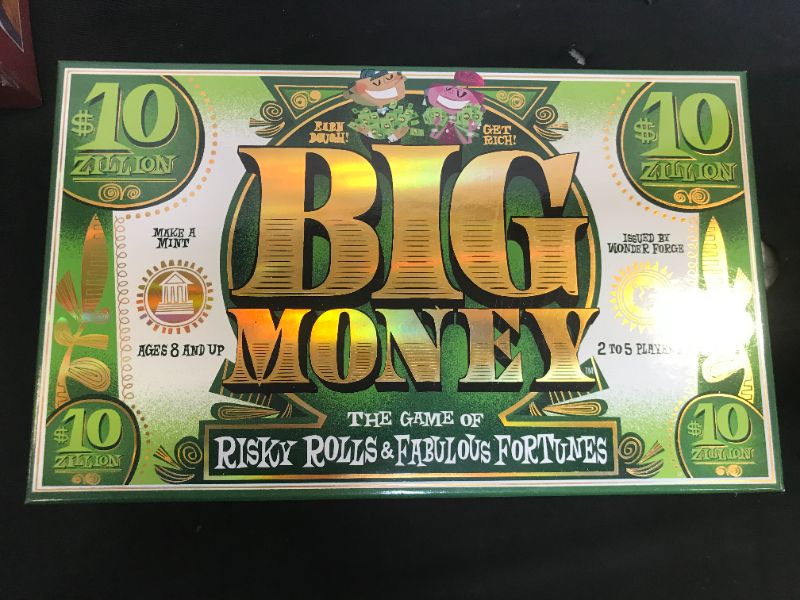 $10
ZILLION
EARN
DOUGH!
GET
RICH!
$10
ZILLION
BIG
MONEY
TM
MAKE A
MINT
AGES 8 AND UP
ISSUED BY
WONDER FORGE
2 TO 5
$10
ZILLION
THE GAME OF
RISKY ROLLS & FABULOUS FORTUNES
$10
ZILLION